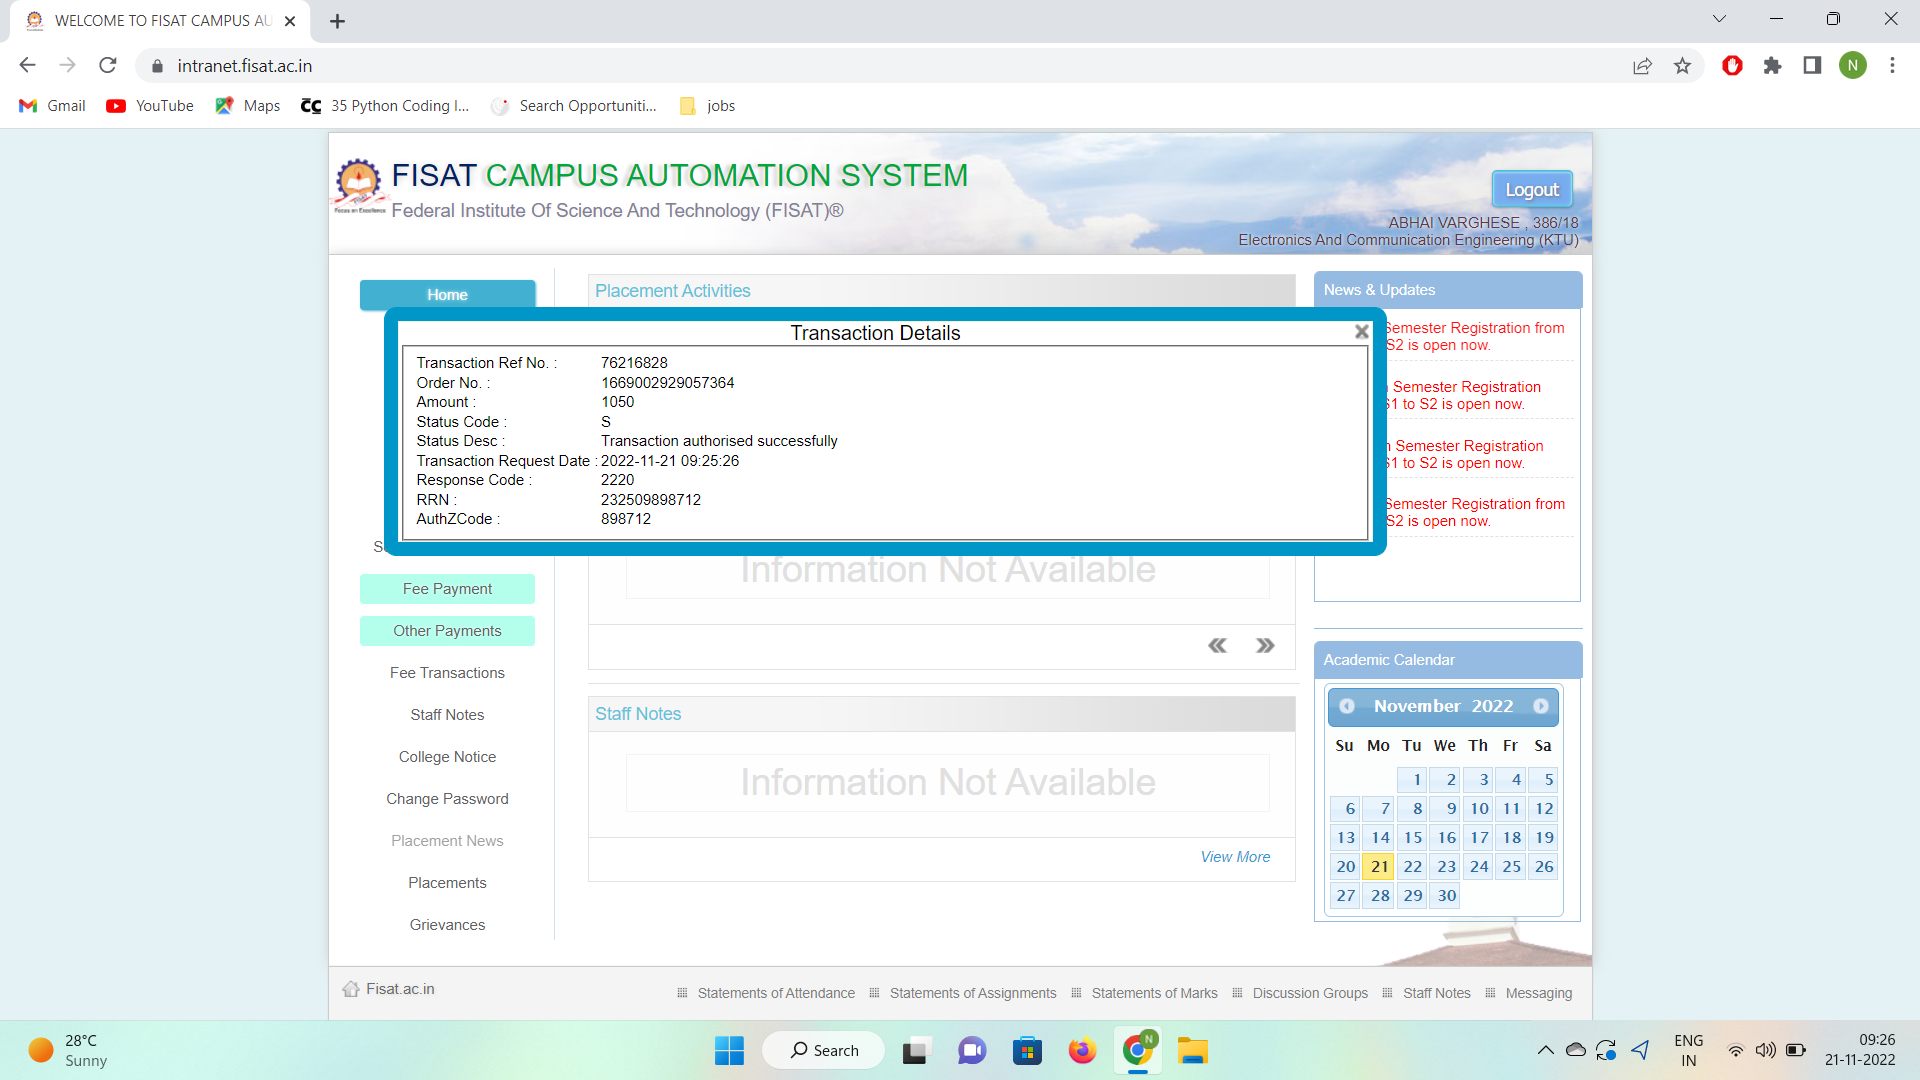 WELCOME TO FISAT CAMPUS AU
intranet.fisat.ac.in
N
Gmail
YouTube
Maps
35 Python Coding I...
Search Opportuniti...
jobs
FISAT CAMPUS AUTOMATION SYSTEM
Federal Institute Of Science And Technology (FISAT)®
Focus on Excellence
Logout
ABHAI VARGHESE , 386/18
Electronics And Communication Engineering (KTU)
Home
Placement Activities
News & Updates
Transaction Details
Transaction Ref No. : 76216828
Order No. : 1669002929057364
Amount : 1050
Status Code : S
Status Desc : Transaction authorised successfully
Transaction Request Date : 2022-11-21 09:25:26
Response Code : 2220
RRN : 232509898712
AuthZCode : 898712
Semester Registration from
S2 is open now.
Semester Registration
S1 to S2 is open now.
Semester Registration
S1 to S2 is open now.
Semester Registration from
S2 is open now.
Information Not Available
Fee Payment
Other Payments
Fee Transactions
Staff Notes
College Notice
Change Password
Placement News
Placements
Grievances
Staff Notes
Information Not Available
View More
Academic Calendar
November 2022
Su Mo Tu We Th Fr Sa
1 2 3 4 5
6 7 8 9 10 11 12
13 14 15 16 17 18 19
20 21 22 23 24 25 26
27 28 29 30
Fisat.ac.in
Statements of Attendance
Statements of Assignments
Statements of Marks
Discussion Groups
Staff Notes
Messaging
28°C
Sunny
Search
N
ENG
IN
09:26
21-11-2022